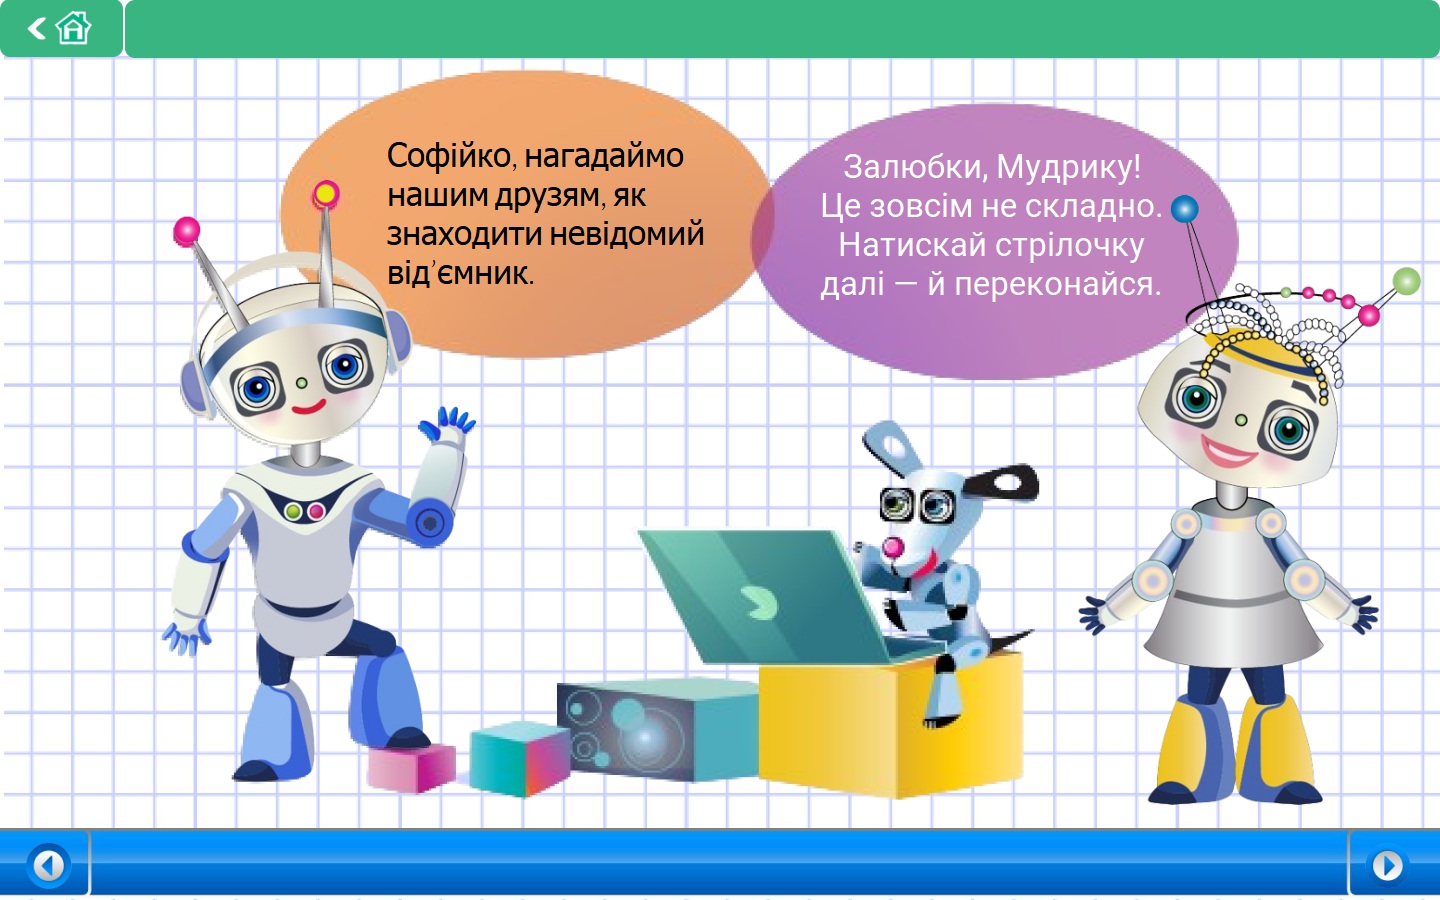 Софійко, нагадаймо
нашим друзям, як
знаходити невідомий
від’ємник.
Залюбки, Мудрику!
Це зовсім не складно.
Натискай стрілочку
далі — й переконайся.